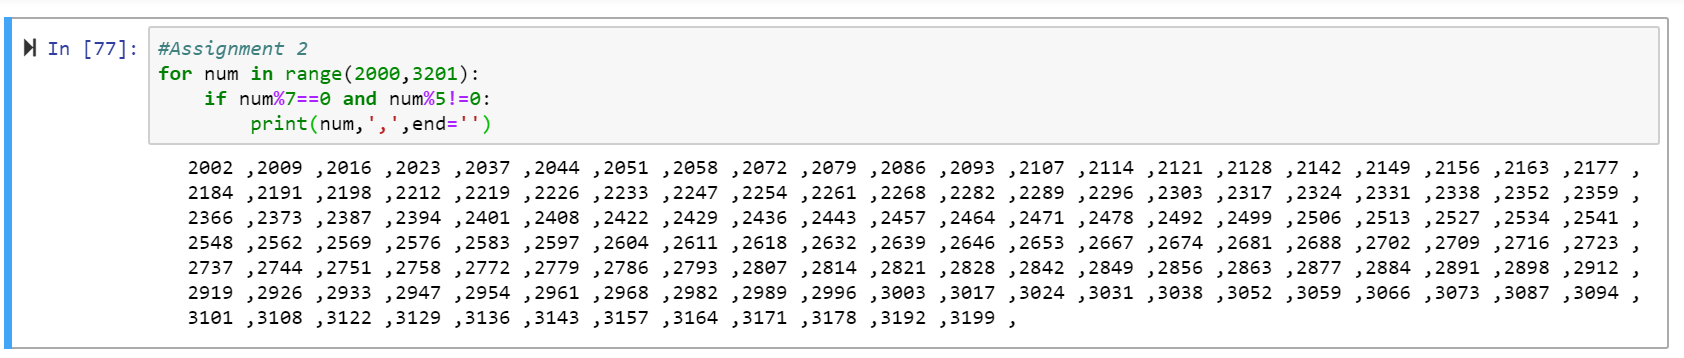 In [77]: #Assignment 2
for num in range(2000,3201):
    if num%7==0 and num%5!=0:
        print(num,',',end='')
2002 ,2009 ,2016 ,2023 ,2037 ,2044 ,2051 ,2058 ,2072 ,2079 ,2086 ,2093 ,2107 ,2114 ,2121 ,2128 ,2142 ,2149 ,2156 ,2163 ,2177 ,
2184 ,2191 ,2198 ,2212 ,2219 ,2226 ,2233 ,2247 ,2254 ,2261 ,2268 ,2282 ,2289 ,2296 ,2303 ,2317 ,2324 ,2331 ,2338 ,2352 ,2359 ,
2366 ,2373 ,2387 ,2394 ,2401 ,2408 ,2422 ,2429 ,2436 ,2443 ,2457 ,2464 ,2471 ,2478 ,2492 ,2499 ,2506 ,2513 ,2527 ,2534 ,2541 ,
2548 ,2562 ,2569 ,2576 ,2583 ,2597 ,2604 ,2611 ,2618 ,2632 ,2639 ,2646 ,2653 ,2667 ,2674 ,2681 ,2688 ,2702 ,2709 ,2716 ,2723 ,
2737 ,2744 ,2751 ,2758 ,2772 ,2779 ,2786 ,2793 ,2807 ,2814 ,2821 ,2828 ,2842 ,2849 ,2856 ,2863 ,2877 ,2884 ,2891 ,2898 ,2912 ,
2919 ,2926 ,2933 ,2947 ,2954 ,2961 ,2968 ,2982 ,2989 ,2996 ,3003 ,3017 ,3024 ,3031 ,3038 ,3052 ,3059 ,3066 ,3073 ,3087 ,3094 ,
3101 ,3108 ,3122 ,3129 ,3136 ,3143 ,3157 ,3164 ,3171 ,3178 ,3192 ,3199 ,